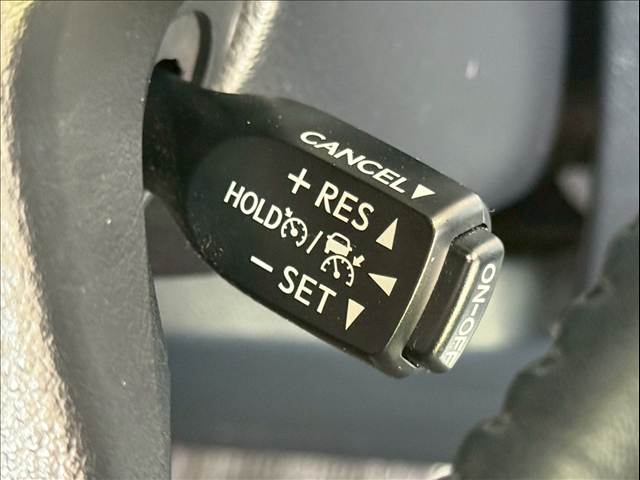 CANCEL
+ RES
HOLD /
- SET
ON-OFF